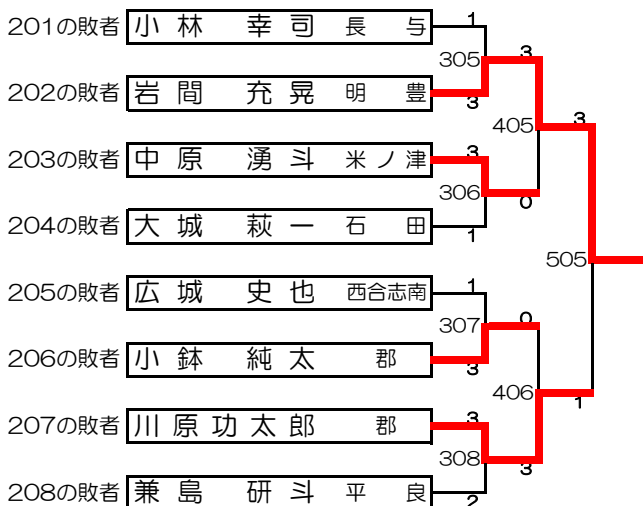 201の敗者 小林 幸司 長与 1
305 3
202の敗者 岩間 充晃 明豊 3
405 3
203の敗者 中原 湧斗 米ノ津 3
306 0
204の敗者 大城 萩一 石田 1
505
205の敗者 広城 史也 西合志南 1
307 0
206の敗者 小鉢 純太 郡 3
406 1
207の敗者 川原功太郎 郡 3
308 3
208の敗者 兼島 研斗 平良 2